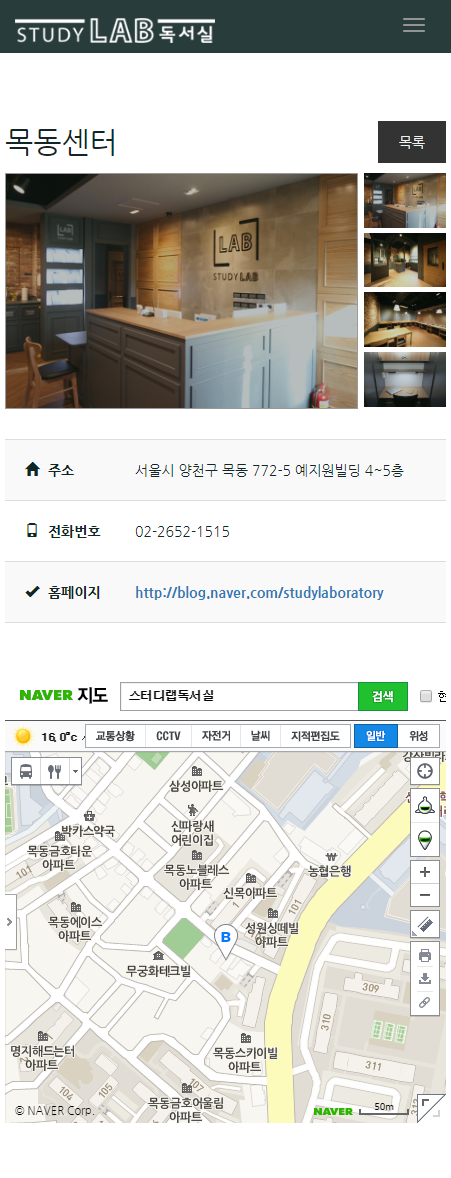 STUDY LAB 독서실
목동센터
목록
LAB
STUDY LAB
주소 서울시 양천구 목동 772-5 예지원빌딩 4~5층
전화번호 02-2652-1515
홈페이지 http://blog.naver.com/studylaboratory
NAVER 지도 스터디랩독서실 검색
16.0°c
교통상황 CCTV 자전거 날씨 지적편집도 일반 위성
삼성아파트
박카스약국
신파랑새
어린이집
목동금호타운
아파트
101
목동노블레스
아파트
농협은행
신목아파트
101
목동에이스
아파트
성원상떼빌
아파트
B
무궁화테크빌
309
310
명지해드는터
아파트
목동스카이빌
아파트
311
104
105
107
목동금호어울림
아파트
© NAVER Corp.
NAVER 50m